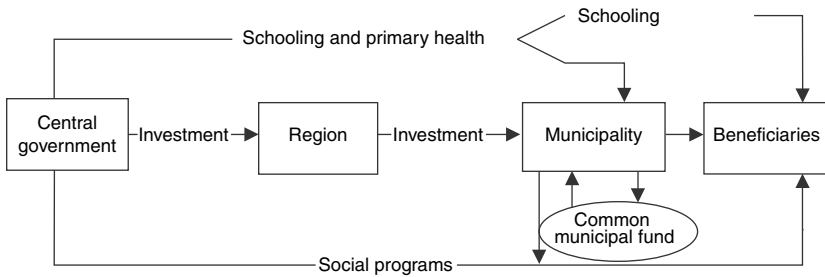 Schooling
Schooling and primary health
Central
government
Investment
Region
Investment
Municipality
Beneficiaries
Common
municipal fund
Social programs